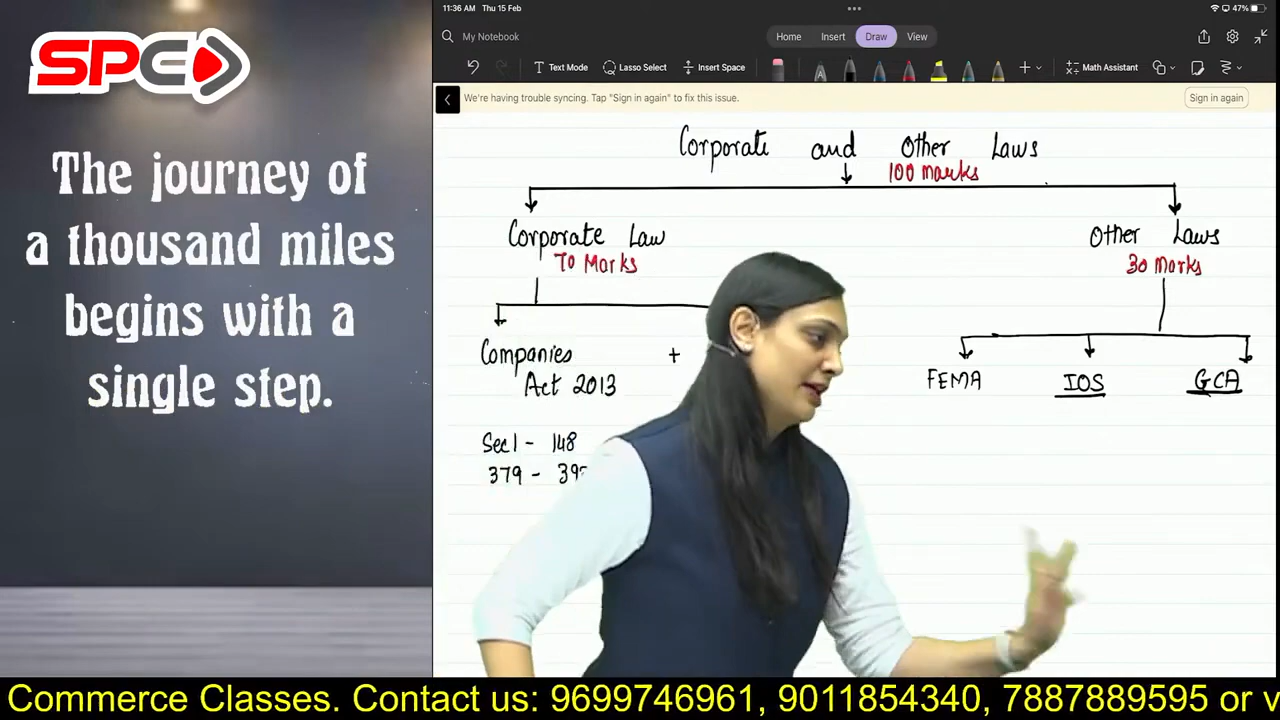 SPC
The journey of
a thousand miles
begins with a
single step.
11:36 AM Thu 15 Feb
47%
My Notebook
Home Insert Draw View
Text Mode Lasso Select Insert Space Math Assistant
We're having trouble syncing. Tap "Sign in again" to fix this issue. Sign in again
Corporate and Other Laws
100 marks
Corporate Law
70 Marks
Other Laws
30 Marks
Companies +
Act 2013
FEMA IOS GCA
Sec 1 - 148
379 -
Commerce Classes. Contact us: 9699746961, 9011854340, 7887889595 or